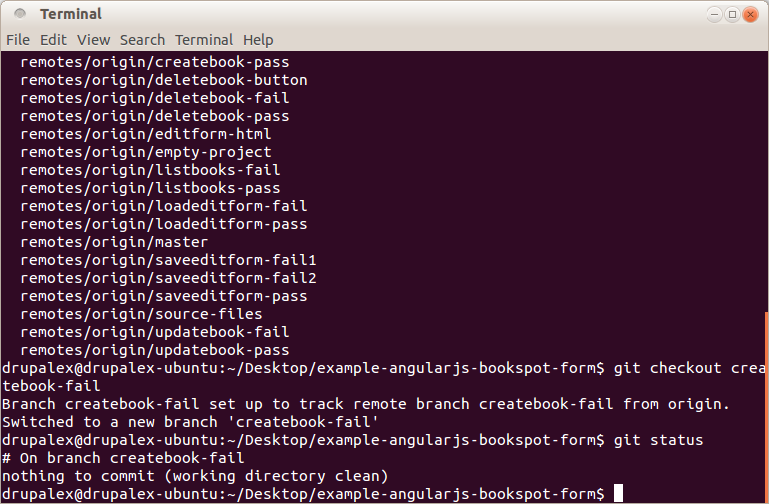 Terminal
File Edit View Search Terminal Help
remotes/origin/createbook-pass
remotes/origin/deletebook-button
remotes/origin/deletebook-fail
remotes/origin/deletebook-pass
remotes/origin/editform-html
remotes/origin/empty-project
remotes/origin/listbooks-fail
remotes/origin/listbooks-pass
remotes/origin/loadeditform-fail
remotes/origin/loadeditform-pass
remotes/origin/master
remotes/origin/saveeditform-fail1
remotes/origin/saveeditform-fail2
remotes/origin/saveeditform-pass
remotes/origin/source-files
remotes/origin/updatebook-fail
remotes/origin/updatebook-pass
drupalex@drupalex-ubuntu:~/Desktop/example-angularjs-bookspot-form$ git checkout crea
tebook-fail
Branch createbook-fail set up to track remote branch createbook-fail from origin.
Switched to a new branch 'createbook-fail'
drupalex@drupalex-ubuntu:~/Desktop/example-angularjs-bookspot-form$ git status
# On branch createbook-fail
nothing to commit (working directory clean)
drupalex@drupalex-ubuntu:~/Desktop/example-angularjs-bookspot-form$